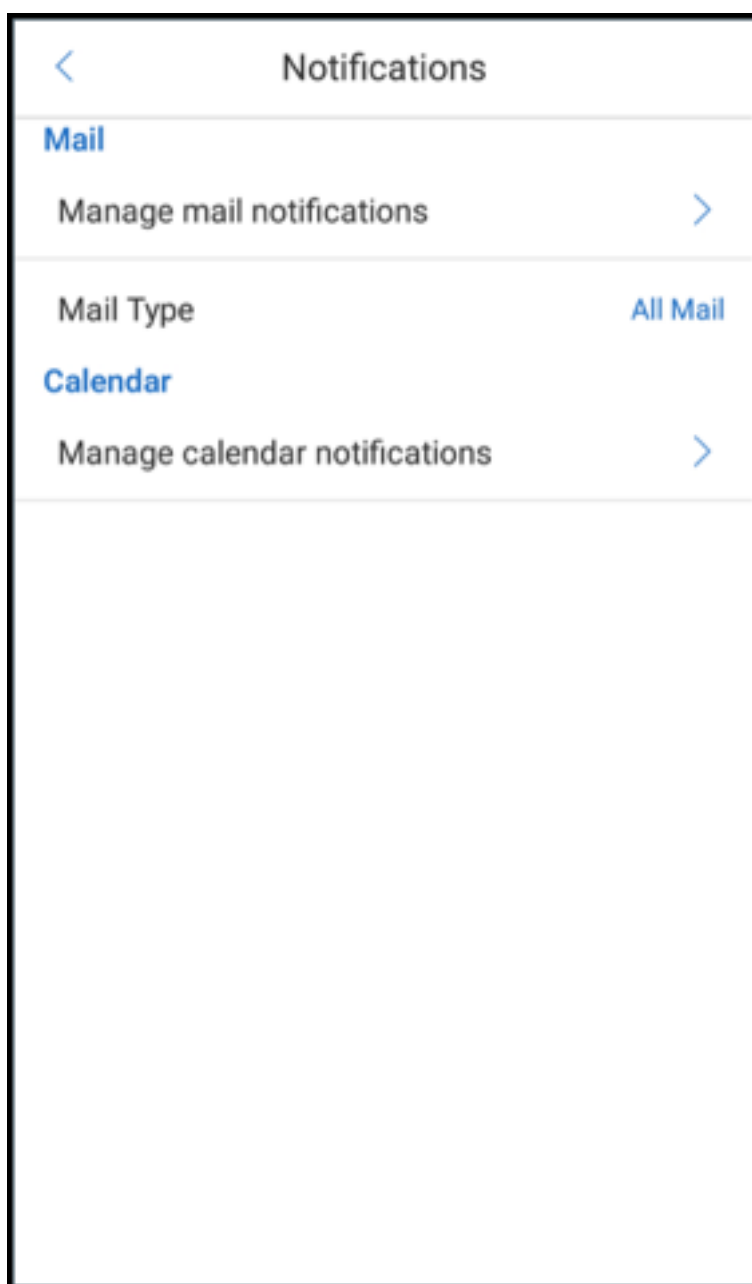 Notifications
Mail
Manage mail notifications
Mail Type All Mail
Calendar
Manage calendar notifications